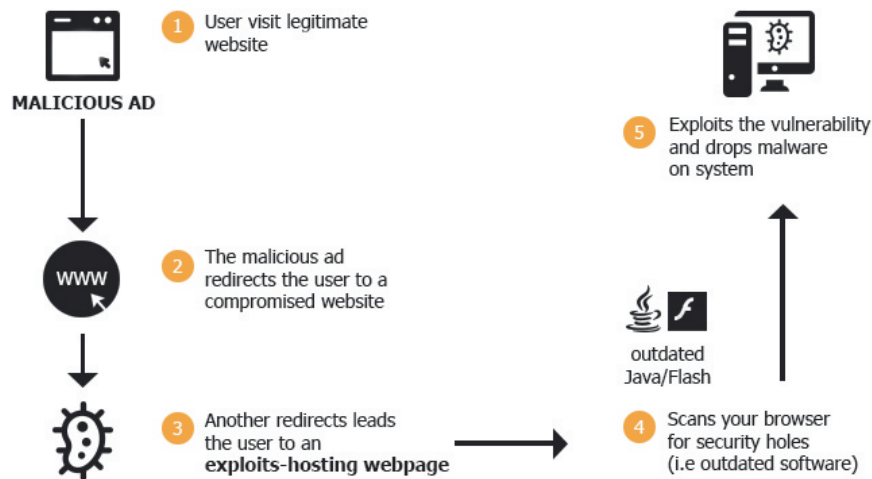 MALICIOUS AD
1 User visit legitimate
website
www
2 The malicious ad
redirects the user to a
compromised website
3 Another redirects leads
the user to an
exploits-hosting webpage
4 Scans your browser
for security holes
(i.e outdated software)
outdated
Java/Flash
5 Exploits the vulnerability
and drops malware
on system